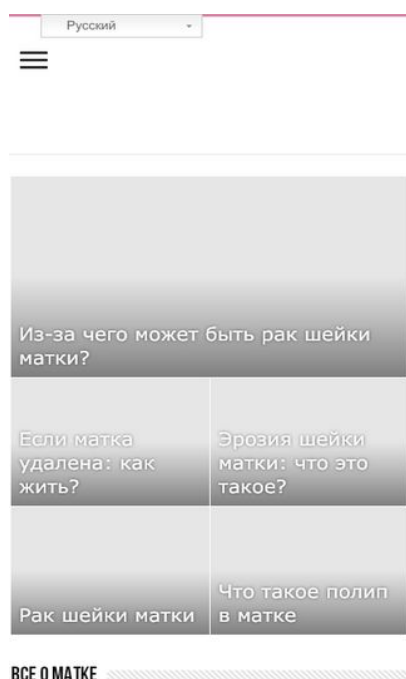 Русский
Из-за чего может быть рак шейки
матки?
Если матка
удалена: как
жить?
Эрозия шейки
матки: что это
такое?
Рак шейки матки
Что такое полип
в матке
ВСЕ О МАТКЕ